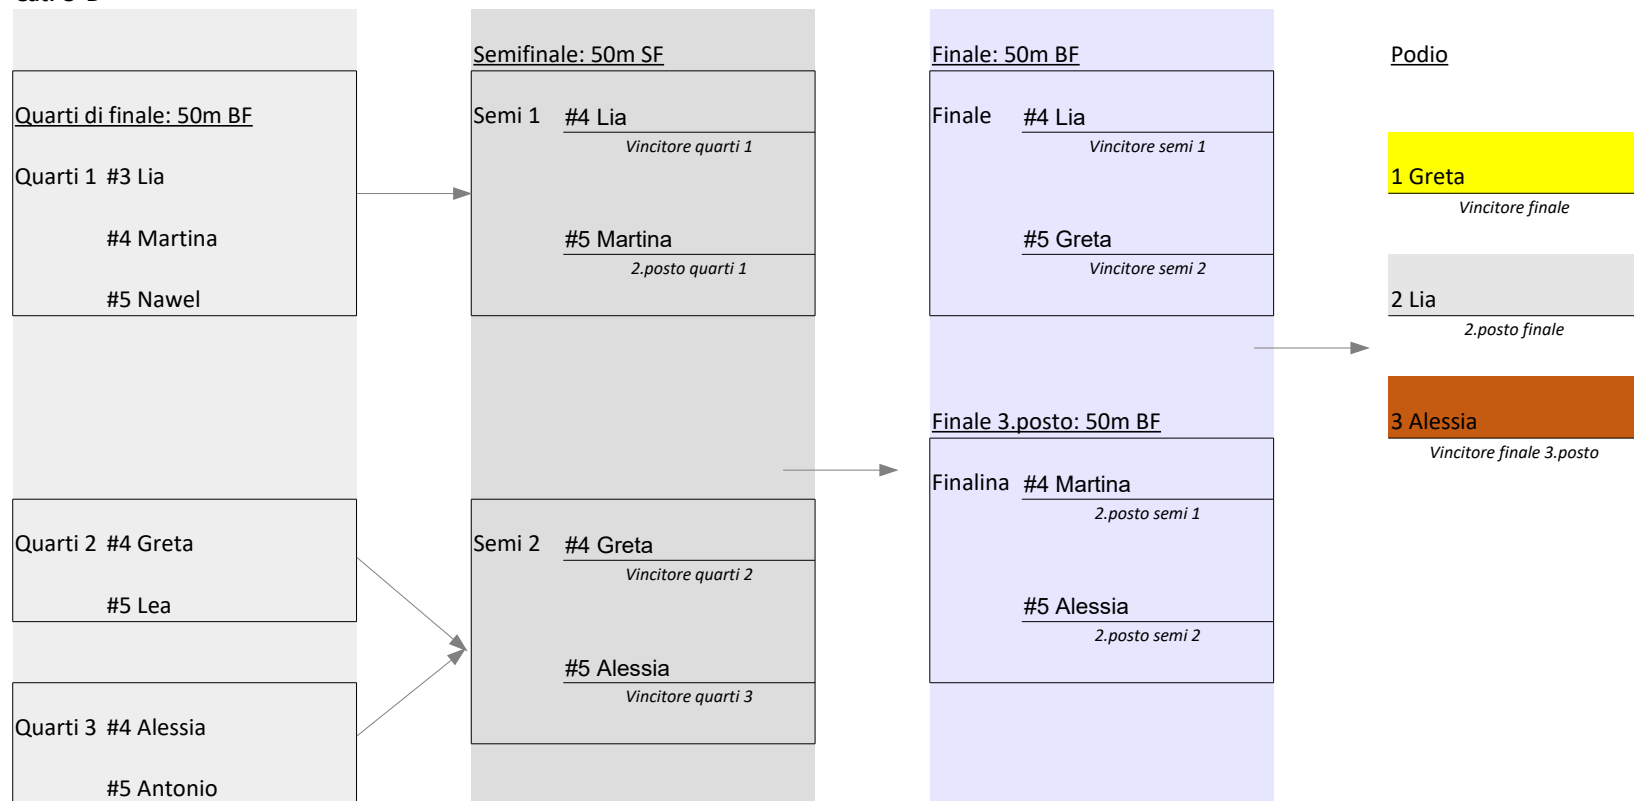 Quarti di finale: 50m BF
Quarti 1 #3 Lia
#4 Martina
#5 Nawel
Quarti 2 #4 Greta
#5 Lea
Quarti 3 #4 Alessia
#5 Antonio
Semifinale: 50m SF
Semi 1 #4 Lia
Vincitore quarti 1
#5 Martina
2.posto quarti 1
Semi 2 #4 Greta
Vincitore quarti 2
#5 Alessia
Vincitore quarti 3
Finale: 50m BF
Finale #4 Lia
Vincitore semi 1
#5 Greta
Vincitore semi 2
Finale 3.posto: 50m BF
Finalina #4 Martina
2.posto semi 1
#5 Alessia
2.posto semi 2
Podio
1 Greta
Vincitore finale
2 Lia
2.posto finale
3 Alessia
Vincitore finale 3.posto